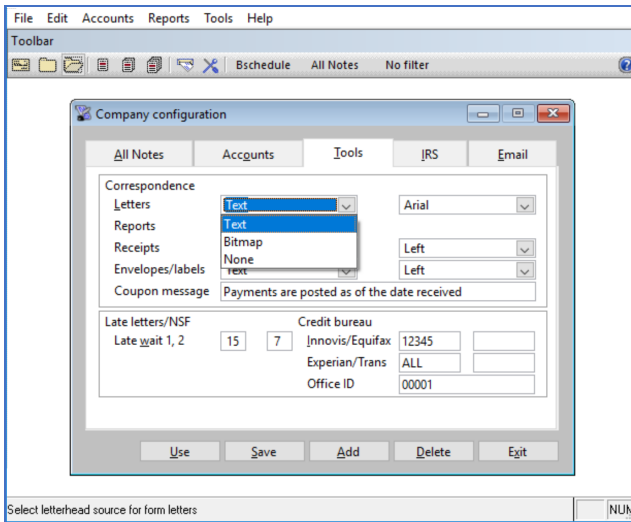 File Edit Accounts Reports Tools Help
Toolbar
Bschedule All Notes No filter
Company configuration
All Notes Accounts Tools IRS Email
Correspondence
Letters Text Arial
Reports Text
Receipts Bitmap Left
None
Envelopes/labels Text Left
Coupon message Payments are posted as of the date received
Late letters/NSF Credit bureau
Late wait 1, 2 15 7 Innovis/Equifax 12345
Experian/Trans ALL
Office ID 00001
Use Save Add Delete Exit
Select letterhead source for form letters NUM